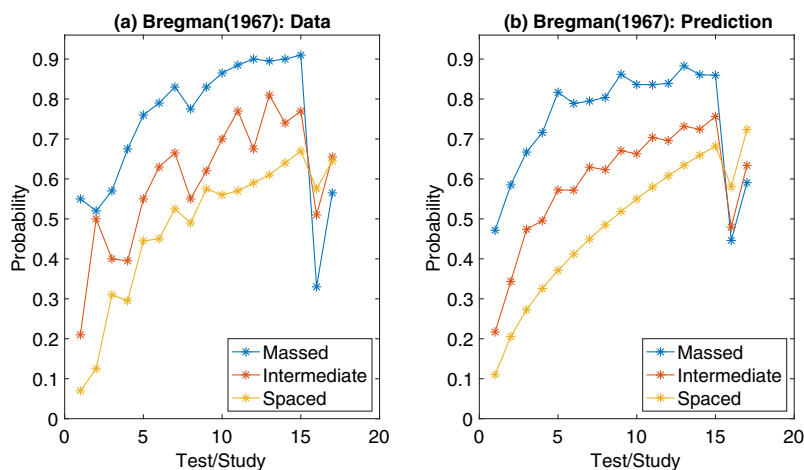 (a) Bregman(1967): Data
0.9
0.8
0.7
0.6
0.5
0.4
0.3
0.2
0.1
0
Probability
0 5 10 15 20
Test/Study
Massed
Intermediate
Spaced
(b) Bregman(1967): Prediction
0.9
0.8
0.7
0.6
0.5
0.4
0.3
0.2
0.1
0
Probability
0 5 10 15 20
Test/Study
Massed
Intermediate
Spaced